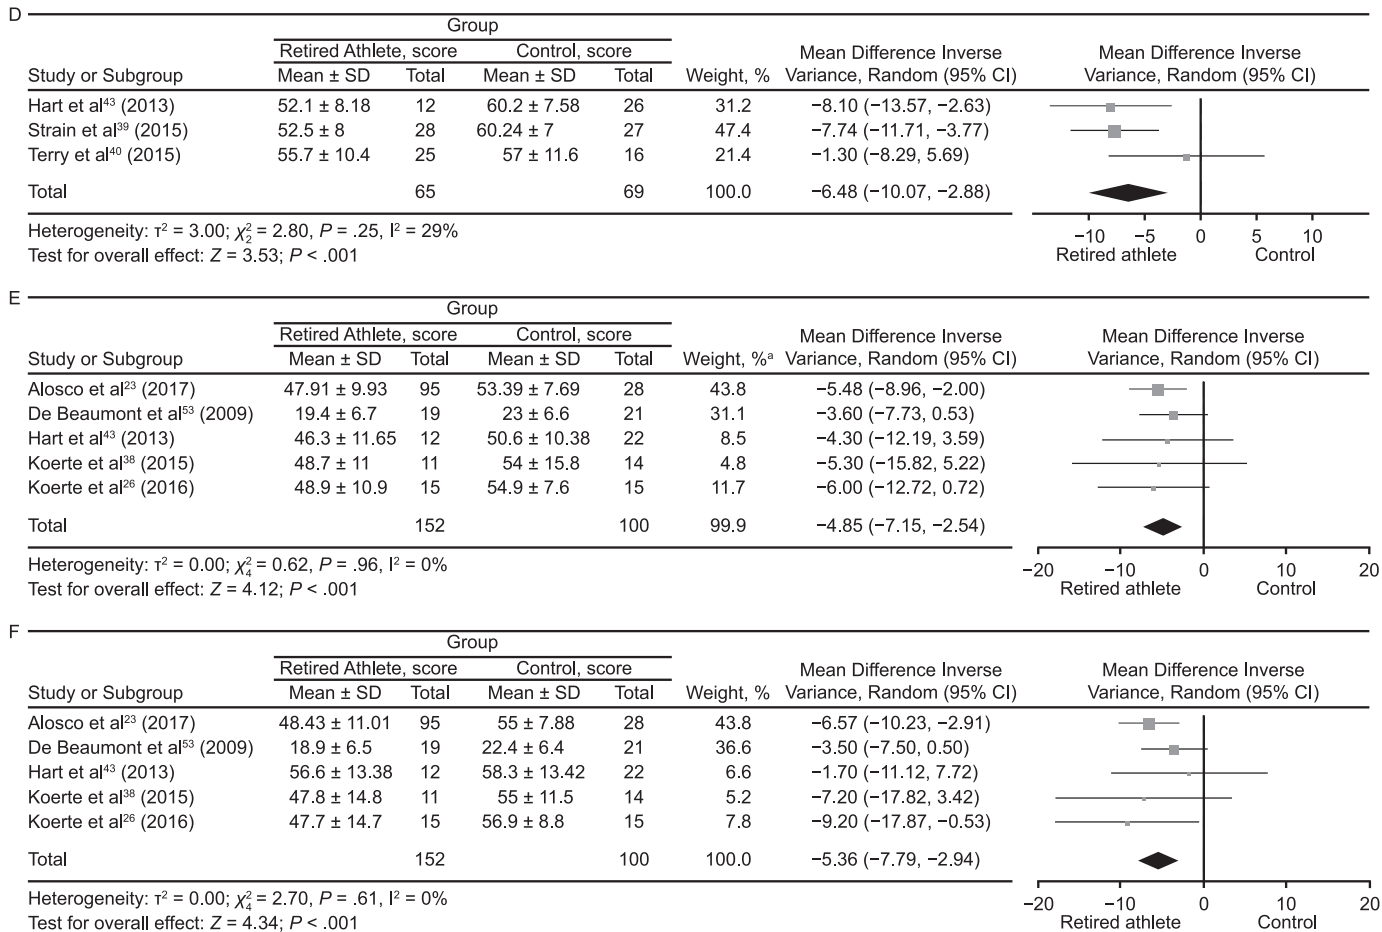 D
Group
Retired Athlete, score Control, score Mean Difference Inverse Mean Difference Inverse
Study or Subgroup Mean ± SD Total Mean ± SD Total Weight, % Variance, Random (95% CI) Variance, Random (95% CI)
Hart et al⁴³ (2013) 52.1 ± 8.18 12 60.2 ± 7.58 26 31.2 −8.10 (−13.57, −2.63)
Strain et al³⁹ (2015) 52.5 ± 8 28 60.24 ± 7 27 47.4 −7.74 (−11.71, −3.77)
Terry et al⁴⁰ (2015) 55.7 ± 10.4 25 57 ± 11.6 16 21.4 −1.30 (−8.29, 5.69)
Total 65 69 100.0 −6.48 (−10.07, −2.88)
Heterogeneity: τ² = 3.00; χ²₂ = 2.80, P = .25, I² = 29%
Test for overall effect: Z = 3.53; P < .001
−10 −5 0 5 10
Retired athlete Control
E
Group
Retired Athlete, score Control, score Mean Difference Inverse Mean Difference Inverse
Study or Subgroup Mean ± SD Total Mean ± SD Total Weight, %ᵃ Variance, Random (95% CI) Variance, Random (95% CI)
Alosco et al²³ (2017) 47.91 ± 9.93 95 53.39 ± 7.69 28 43.8 −5.48 (−8.96, −2.00)
De Beaumont et al⁵³ (2009) 19.4 ± 6.7 19 23 ± 6.6 21 31.1 −3.60 (−7.73, 0.53)
Hart et al⁴³ (2013) 46.3 ± 11.65 12 50.6 ± 10.38 22 8.5 −4.30 (−12.19, 3.59)
Koerte et al³⁸ (2015) 48.7 ± 11 11 54 ± 15.8 14 4.8 −5.30 (−15.82, 5.22)
Koerte et al²⁶ (2016) 48.9 ± 10.9 15 54.9 ± 7.6 15 11.7 −6.00 (−12.72, 0.72)
Total 152 100 99.9 −4.85 (−7.15, −2.54)
Heterogeneity: τ² = 0.00; χ²₄ = 0.62, P = .96, I² = 0%
Test for overall effect: Z = 4.12; P < .001
−20 −10 0 10 20
Retired athlete Control
F
Group
Retired Athlete, score Control, score Mean Difference Inverse Mean Difference Inverse
Study or Subgroup Mean ± SD Total Mean ± SD Total Weight, % Variance, Random (95% CI) Variance, Random (95% CI)
Alosco et al²³ (2017) 48.43 ± 11.01 95 55 ± 7.88 28 43.8 −6.57 (−10.23, −2.91)
De Beaumont et al⁵³ (2009) 18.9 ± 6.5 19 22.4 ± 6.4 21 36.6 −3.50 (−7.50, 0.50)
Hart et al⁴³ (2013) 56.6 ± 13.38 12 58.3 ± 13.42 22 6.6 −1.70 (−11.12, 7.72)
Koerte et al³⁸ (2015) 47.8 ± 14.8 11 55 ± 11.5 14 5.2 −7.20 (−17.82, 3.42)
Koerte et al²⁶ (2016) 47.7 ± 14.7 15 56.9 ± 8.8 15 7.8 −9.20 (−17.87, −0.53)
Total 152 100 100.0 −5.36 (−7.79, −2.94)
Heterogeneity: τ² = 0.00; χ²₄ = 2.70, P = .61, I² = 0%
Test for overall effect: Z = 4.34; P < .001
−20 −10 0 10 20
Retired athlete Control